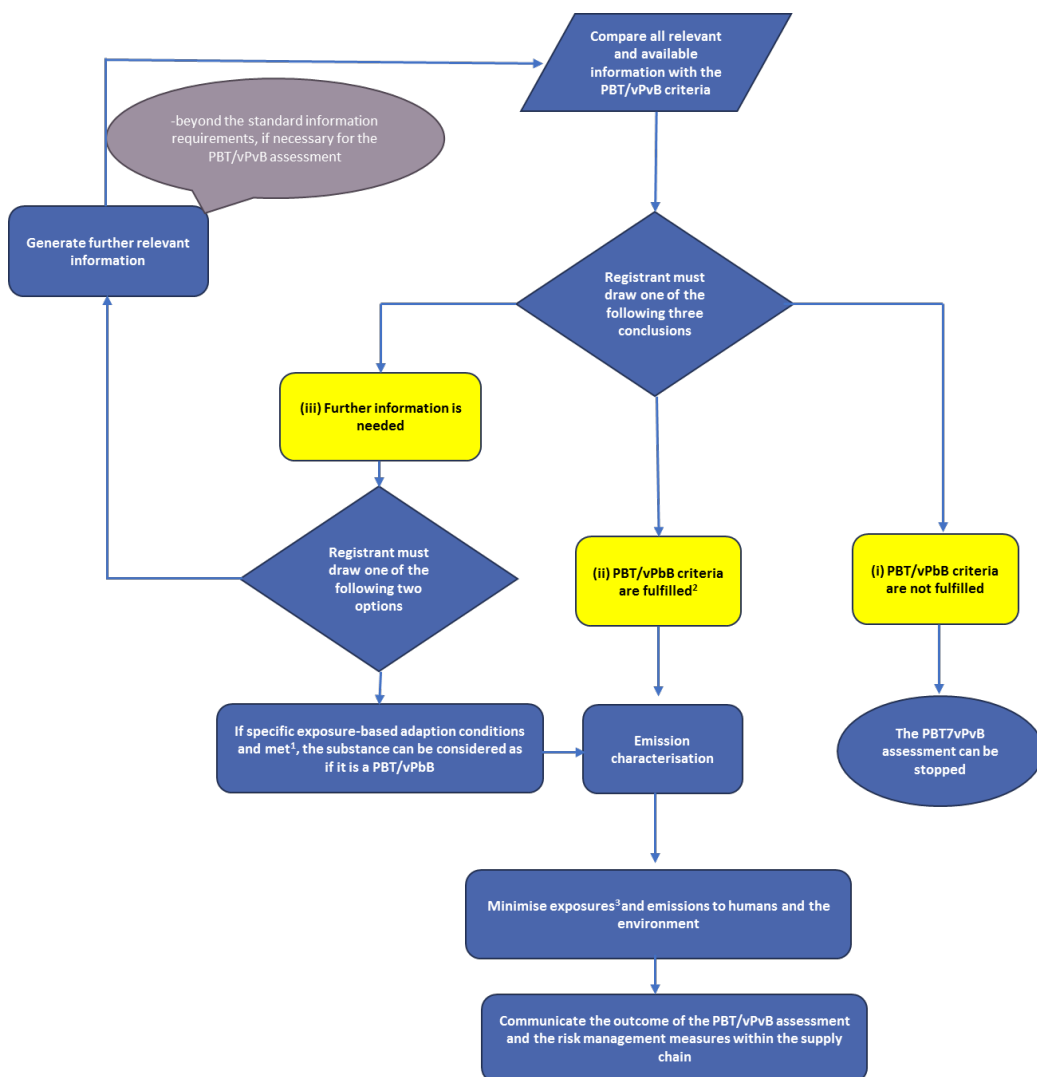 Compare all relevant
and available
information with the
PBT/vPvB criteria
-beyond the standard information
requirements, if necessary for the
PBT/vPvB assessment
Generate further relevant
information
Registrant must
draw one of the
following three
conclusions
(iii) Further information is
needed
Registrant must
draw one of the
following two
options
(ii) PBT/vPbB criteria
are fulfilled²
(i) PBT/vPbB criteria
are not fulfilled
If specific exposure-based adaption conditions
and met¹, the substance can be considered as
if it is a PBT/vPbB
Emission
characterisation
The PBT7vPvB
assessment can be
stopped
Minimise exposures³ and emissions to humans and the
environment
Communicate the outcome of the PBT/vPvB assessment
and the risk management measures within the supply
chain